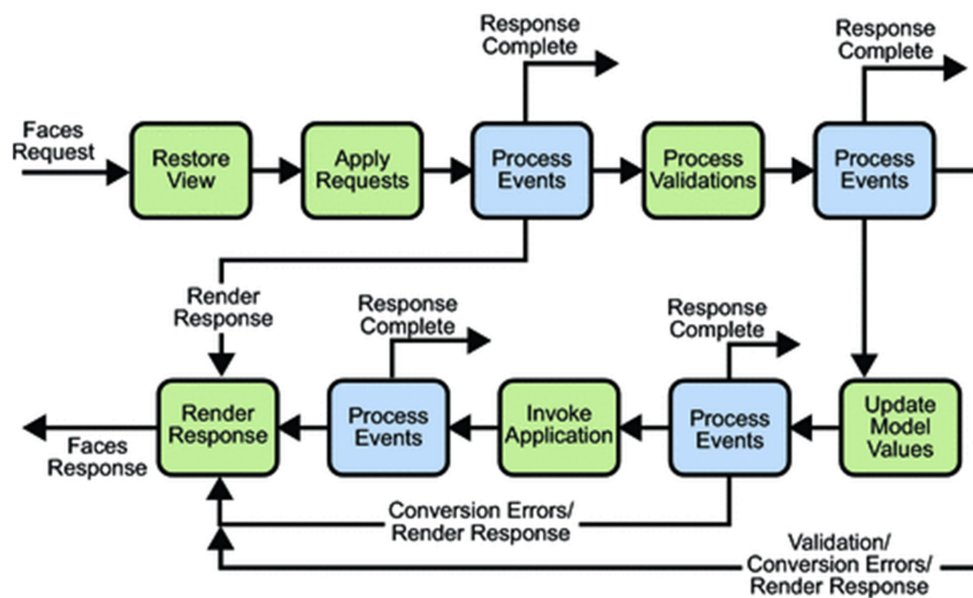 Response
Complete
Response
Complete
Faces
Request
Restore
View
Apply
Requests
Process
Events
Process
Validations
Process
Events
Render
Response
Response
Complete
Response
Complete
Render
Response
Process
Events
Invoke
Application
Process
Events
Update
Model
Values
Faces
Response
Conversion Errors/
Render Response
Validation/
Conversion Errors/
Render Response